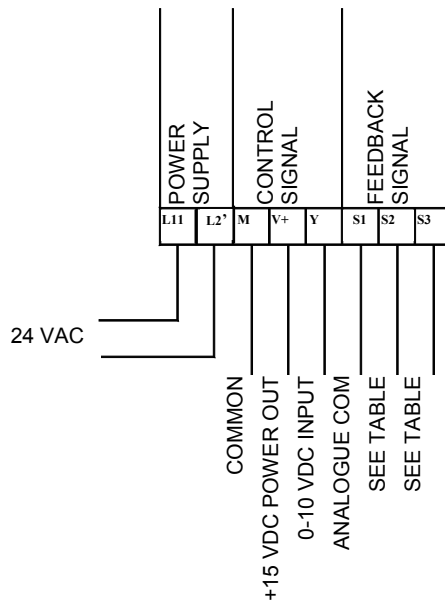 POWER
SUPPLY
CONTROL
SIGNAL
FEEDBACK
SIGNAL
L11
L2’
M
V+
Y
S1
S2
S3
24 VAC
COMMON
+15 VDC POWER OUT
0-10 VDC INPUT
ANALOGUE COM
SEE TABLE
SEE TABLE